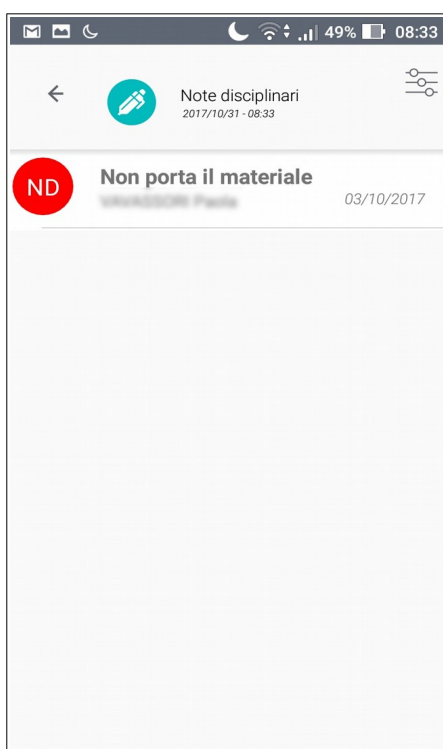 49% 08:33
Note disciplinari
2017/10/31 - 08:33
ND
Non porta il materiale
03/10/2017